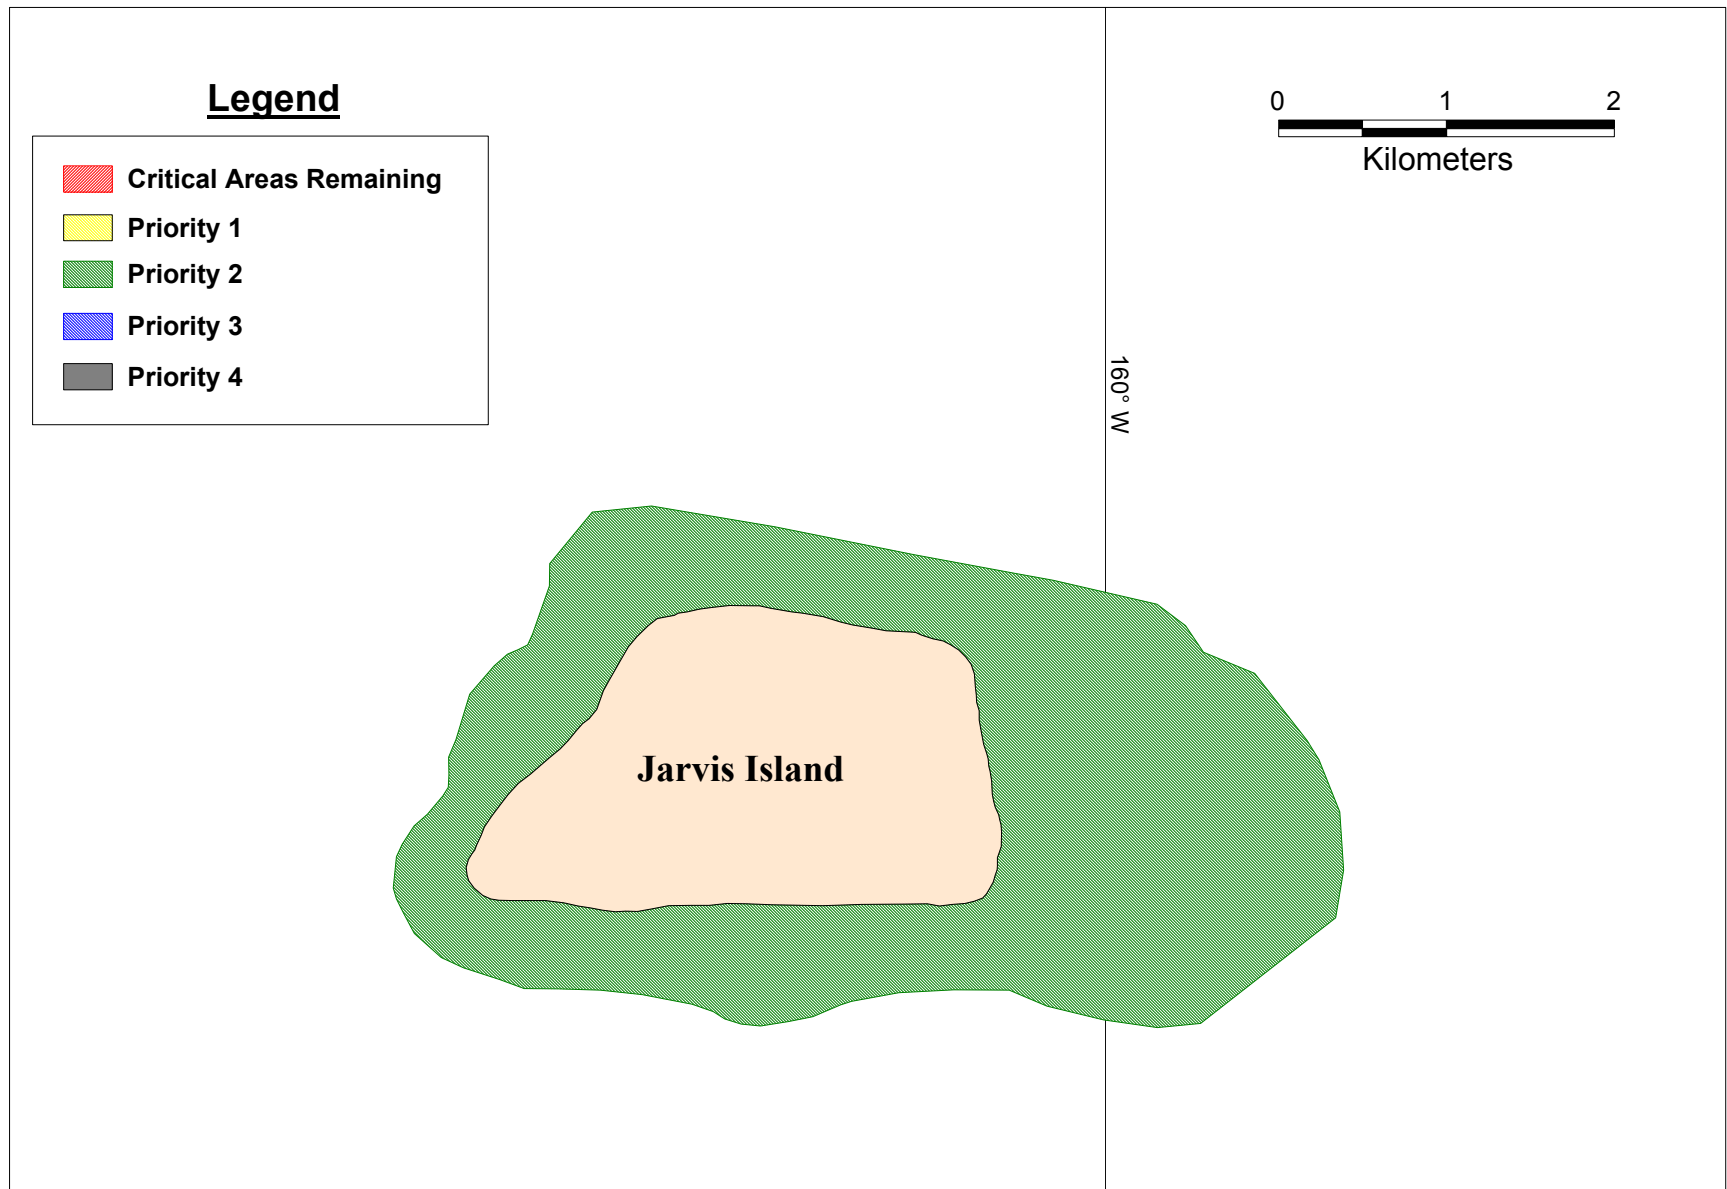 Legend
Critical Areas Remaining
Priority 1
Priority 2
Priority 3
Priority 4
0 1 2
Kilometers
160° W
Jarvis Island